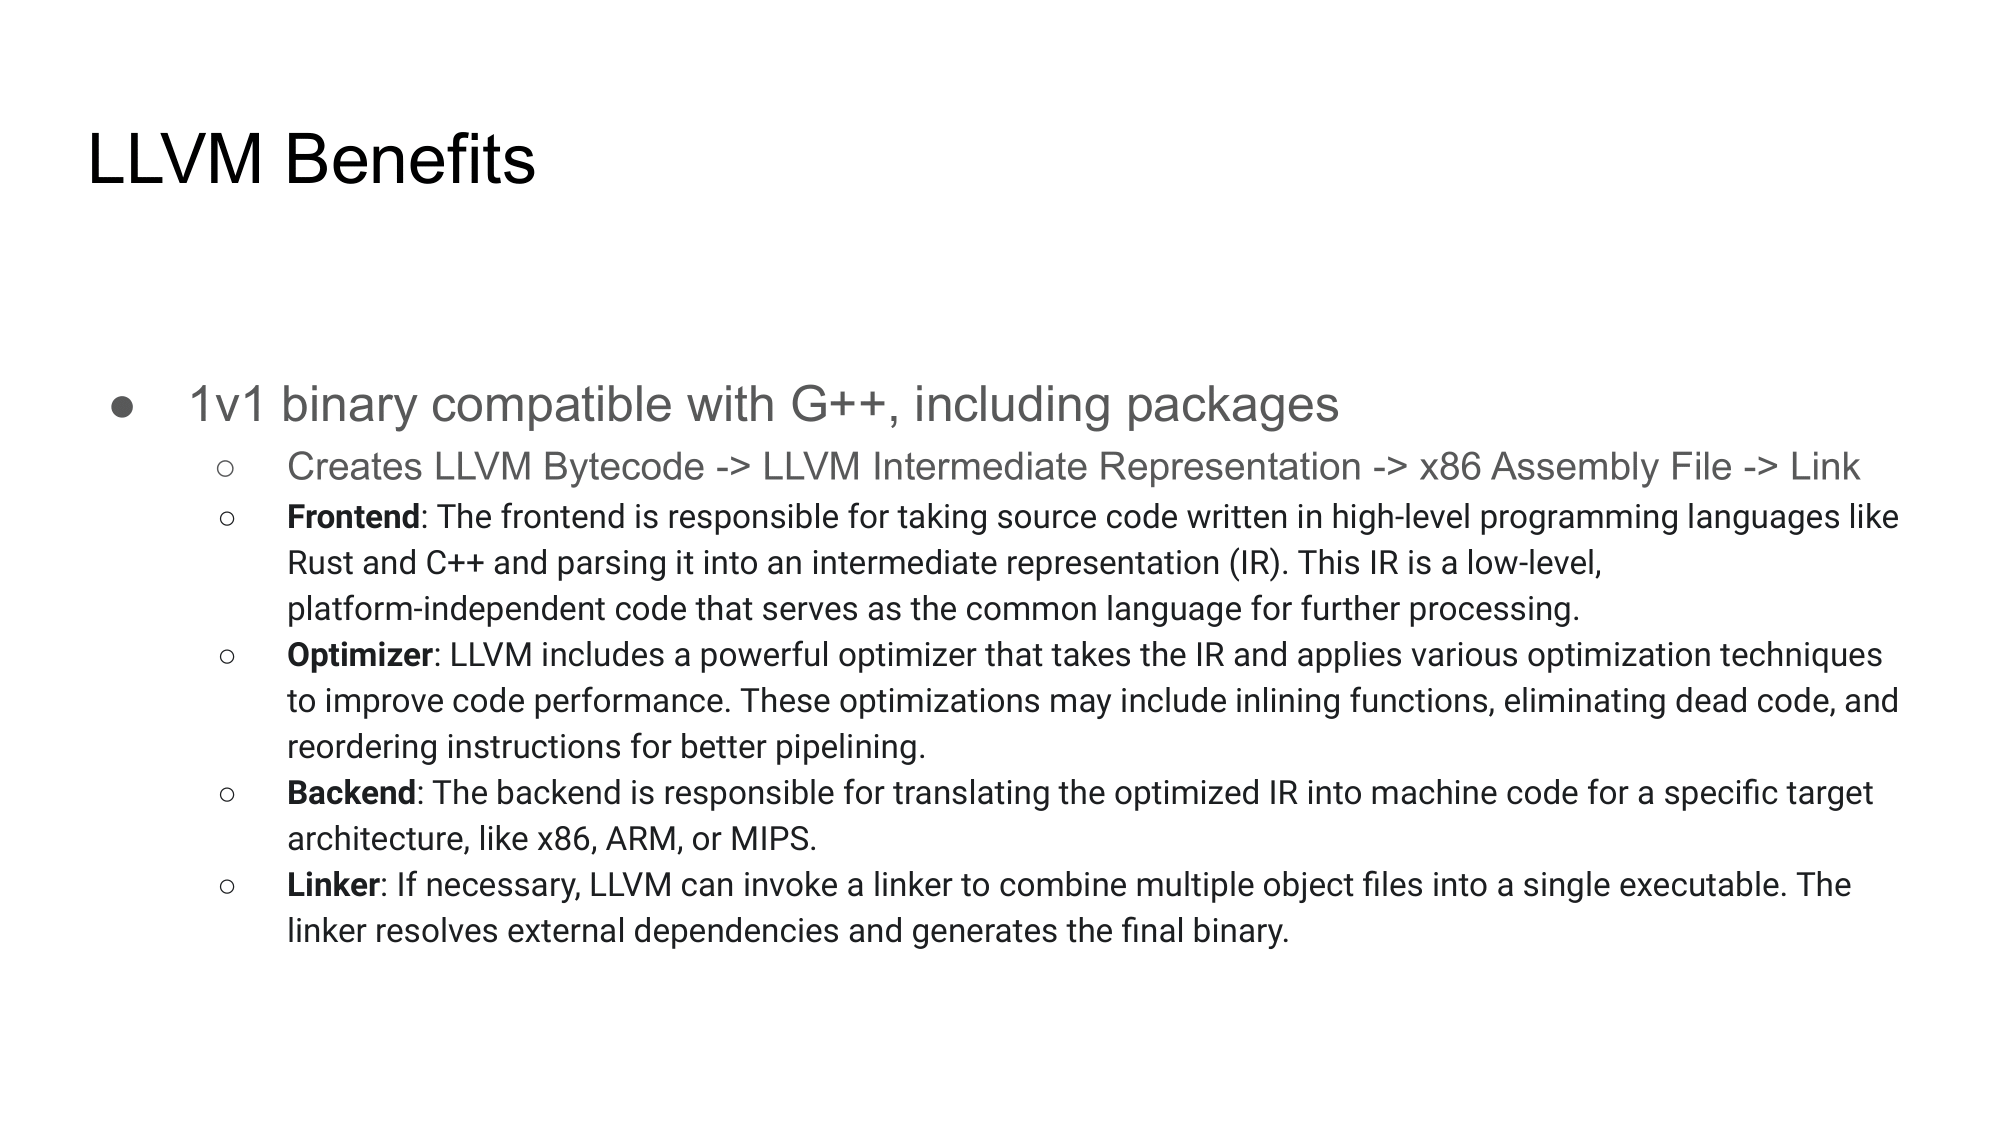 LLVM Benefits
● 1v1 binary compatible with G++, including packages
○ Creates LLVM Bytecode -> LLVM Intermediate Representation -> x86 Assembly File -> Link
○ Frontend: The frontend is responsible for taking source code written in high-level programming languages like
Rust and C++ and parsing it into an intermediate representation (IR). This IR is a low-level,
platform-independent code that serves as the common language for further processing.
○ Optimizer: LLVM includes a powerful optimizer that takes the IR and applies various optimization techniques
to improve code performance. These optimizations may include inlining functions, eliminating dead code, and
reordering instructions for better pipelining.
○ Backend: The backend is responsible for translating the optimized IR into machine code for a specific target
architecture, like x86, ARM, or MIPS.
○ Linker: If necessary, LLVM can invoke a linker to combine multiple object files into a single executable. The
linker resolves external dependencies and generates the final binary.